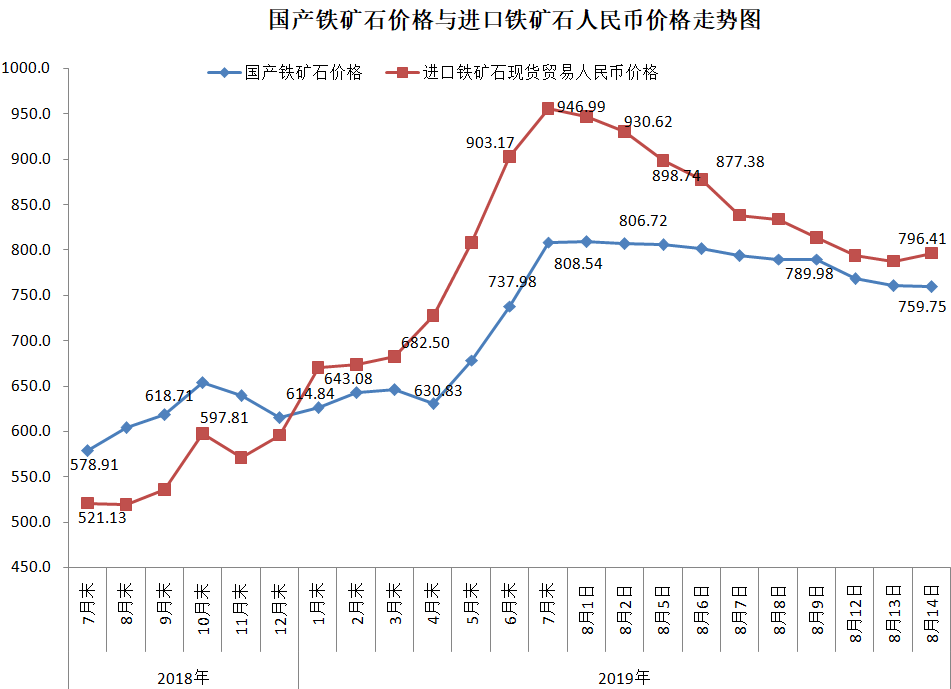 国产铁矿石价格与进口铁矿石人民币价格走势图
国产铁矿石价格 进口铁矿石现货贸易人民币价格
1000.0
950.0
900.0
850.0
800.0
750.0
700.0
650.0
600.0
550.0
500.0
450.0
946.99
930.62
903.17
877.38
898.74
806.72
796.41
808.54
789.98
737.98
759.75
682.50
643.08
618.71
614.84
630.83
597.81
578.91
521.13
7月末
8月末
9月末
10月末
11月末
12月末
1月末
2月末
3月末
4月末
5月末
6月末
7月末
8月1日
8月2日
8月5日
8月6日
8月7日
8月8日
8月9日
8月12日
8月13日
8月14日
2018年 2019年